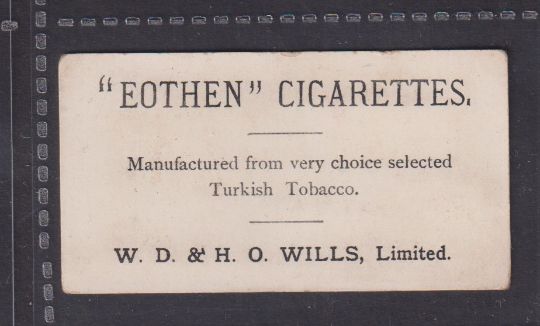 "EOTHEN" CIGARETTES.
Manufactured from very choice selected
Turkish Tobacco.
W. D. & H. O. WILLS, Limited.